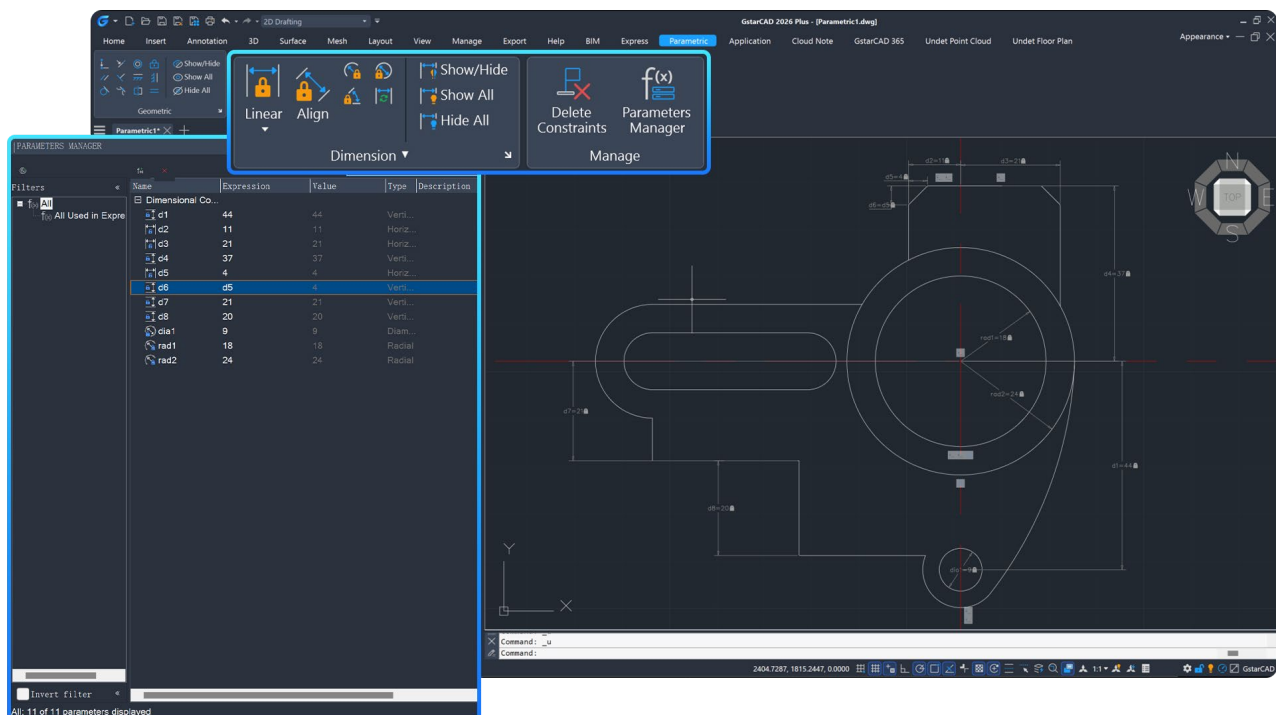 2D Drafting
GstarCAD 2026 Plus - [Parametric1.dwg]
Home Insert Annotation 3D Surface Mesh Layout View Manage Export Help BIM Express Parametric Application Cloud Note GstarCAD 365 Undet Point Cloud Undet Floor Plan Appearance
Show/Hide
Show All
Hide All
Geometric
Parametric1*
Linear
Align
Show/Hide
Show All
Hide All
Dimension
Delete
Constraints
f(x)
Parameters
Manager
Manage
PARAMETERS MANAGER
Filters
All
All Used in Expre
Name Expression Value Type Description
Dimensional Co...
d1 44 44 Verti...
d2 11 11 Horiz...
d3 21 21 Horiz...
d4 37 37 Verti...
d5 4 4 Horiz...
d6 d5 4 Verti...
d7 21 21 Verti...
d8 20 20 Verti...
dia1 9 9 Diam...
rad1 18 18 Radial
rad2 24 24 Radial
Invert filter
All: 11 of 11 parameters displayed
d2=11
d3=21
d5=4
d6=d5
d4=37
rad1=18
rad2=24
d7=21
d1=44
d8=20
dia1=9
N
W
TOP
E
S
Y
X
Command: _u
Command:
2404.7287, 1815.2447, 0.0000
1:1
GstarCAD